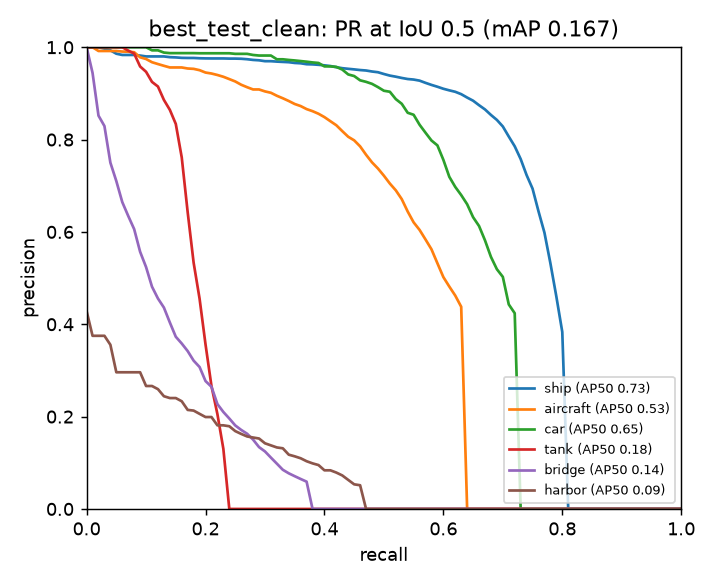 best_test_clean: PR at IoU 0.5 (mAP 0.167)
1.0
0.8
0.6
0.4
0.2
0.0
precision
0.0 0.2 0.4 0.6 0.8 1.0
recall
ship (AP50 0.73)
aircraft (AP50 0.53)
car (AP50 0.65)
tank (AP50 0.18)
bridge (AP50 0.14)
harbor (AP50 0.09)